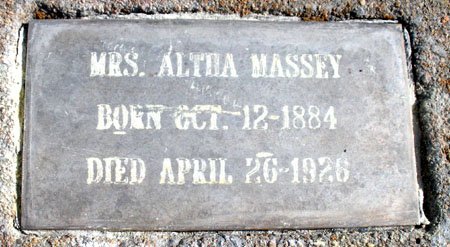 MRS. ALTHA MASSEY
BORN OCT. 12-1884
DIED APRIL 26-1926